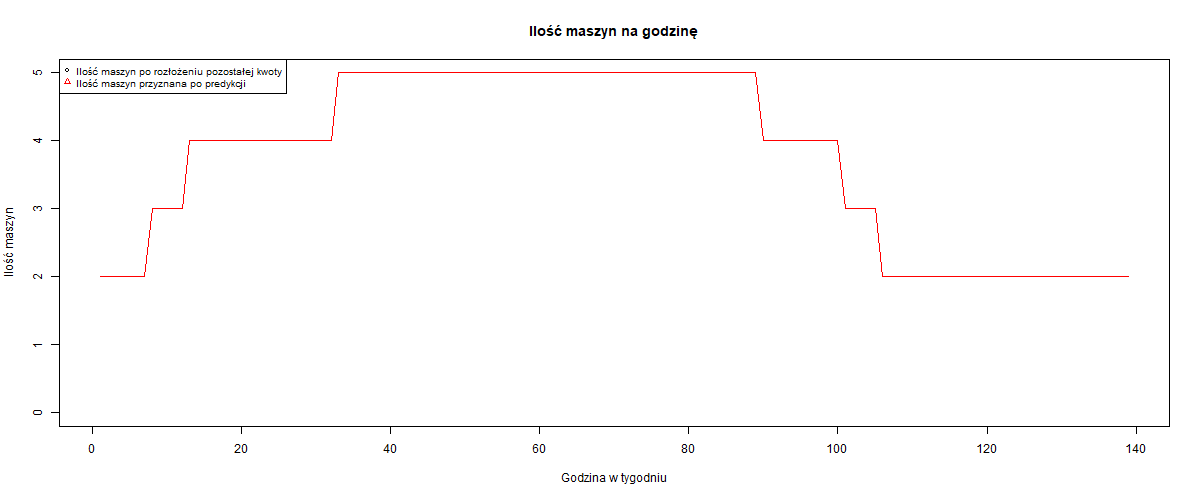 Ilość maszyn na godzinę
Ilość maszyn po rozłożeniu pozostałej kwoty
Ilość maszyn przyznana po predykcji
5
4
3
2
1
0
Ilość maszyn
0 20 40 60 80 100 120 140
Godzina w tygodniu